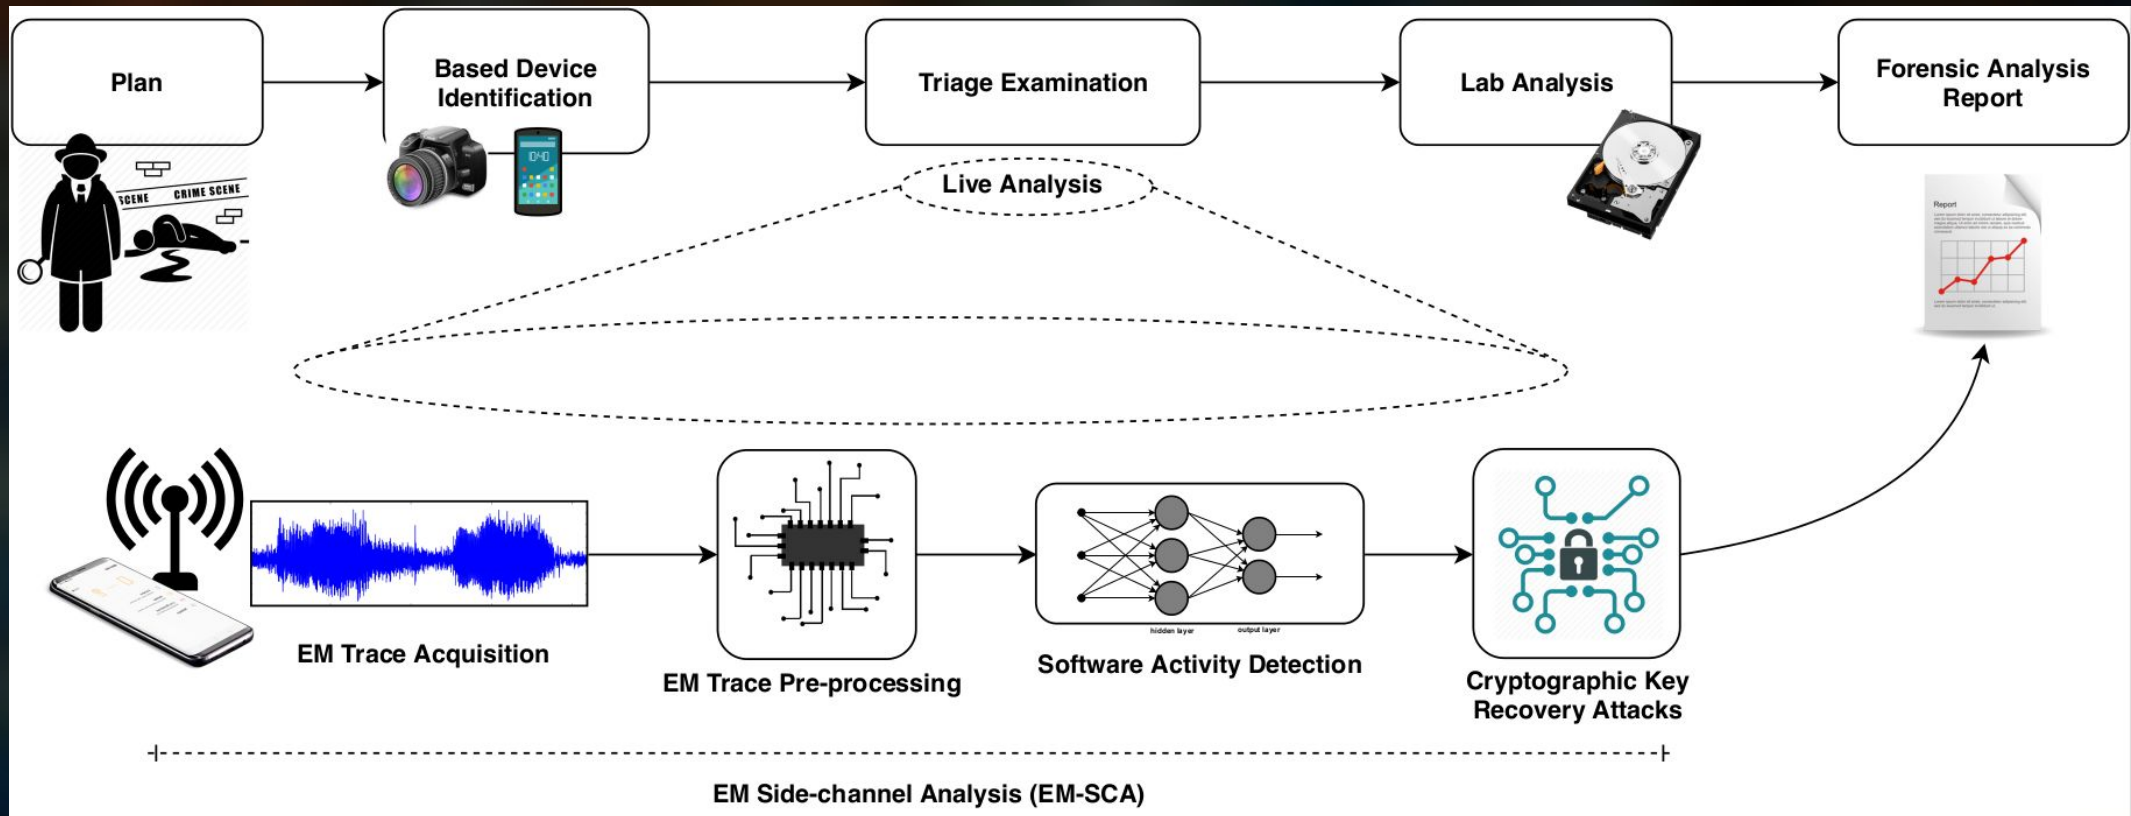 Plan
Based Device
Identification
Triage Examination
Lab Analysis
Forensic Analysis
Report
SCENE
CRIME SCENE
10:40
Live Analysis
Report
EM Trace Acquisition
EM Trace Pre-processing
hidden layer
output layer
Software Activity Detection
Cryptographic Key
Recovery Attacks
EM Side-channel Analysis (EM-SCA)